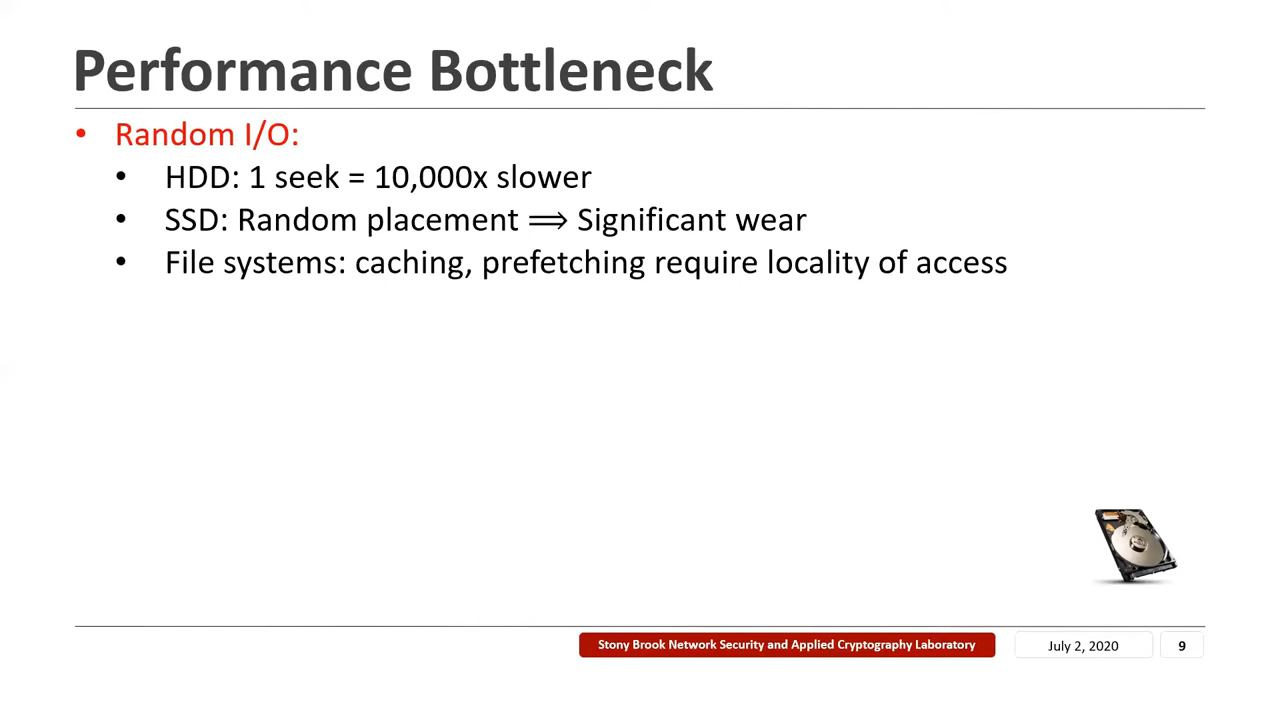 Performance Bottleneck
• Random I/O:
• HDD: 1 seek = 10,000x slower
• SSD: Random placement ⟹ Significant wear
• File systems: caching, prefetching require locality of access
Stony Brook Network Security and Applied Cryptography Laboratory
July 2, 2020
9